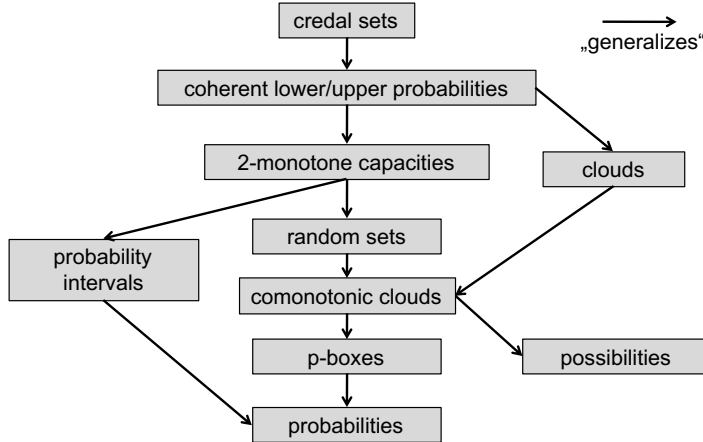 credal sets
„generalizes“
coherent lower/upper probabilities
2-monotone capacities
clouds
random sets
probability
intervals
comonotonic clouds
p-boxes
possibilities
probabilities